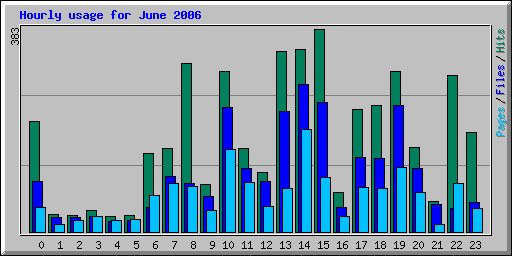 Hourly usage for June 2006
383
Pages/Files/Hits
0 1 2 3 4 5 6 7 8 9 10 11 12 13 14 15 16 17 18 19 20 21 22 23